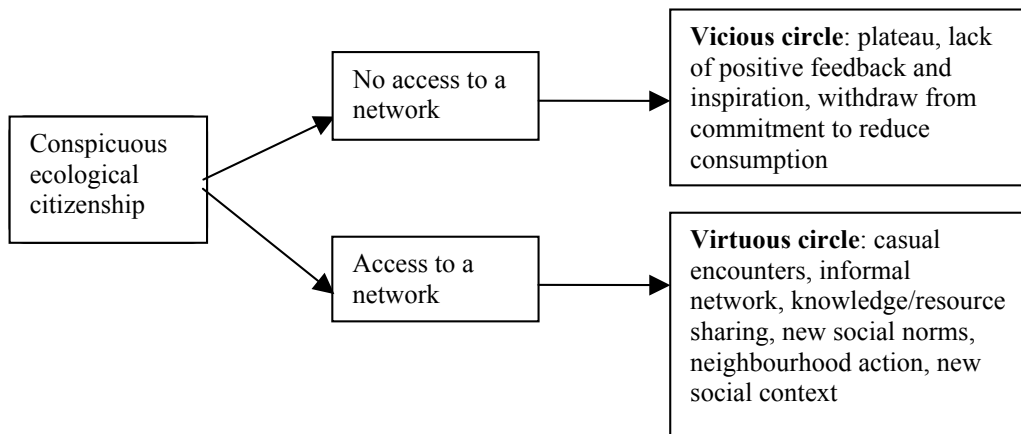 Conspicuous
ecological
citizenship
No access to a
network
Vicious circle: plateau, lack
of positive feedback and
inspiration, withdraw from
commitment to reduce
consumption
Access to a
network
Virtuous circle: casual
encounters, informal
network, knowledge/resource
sharing, new social norms,
neighbourhood action, new
social context